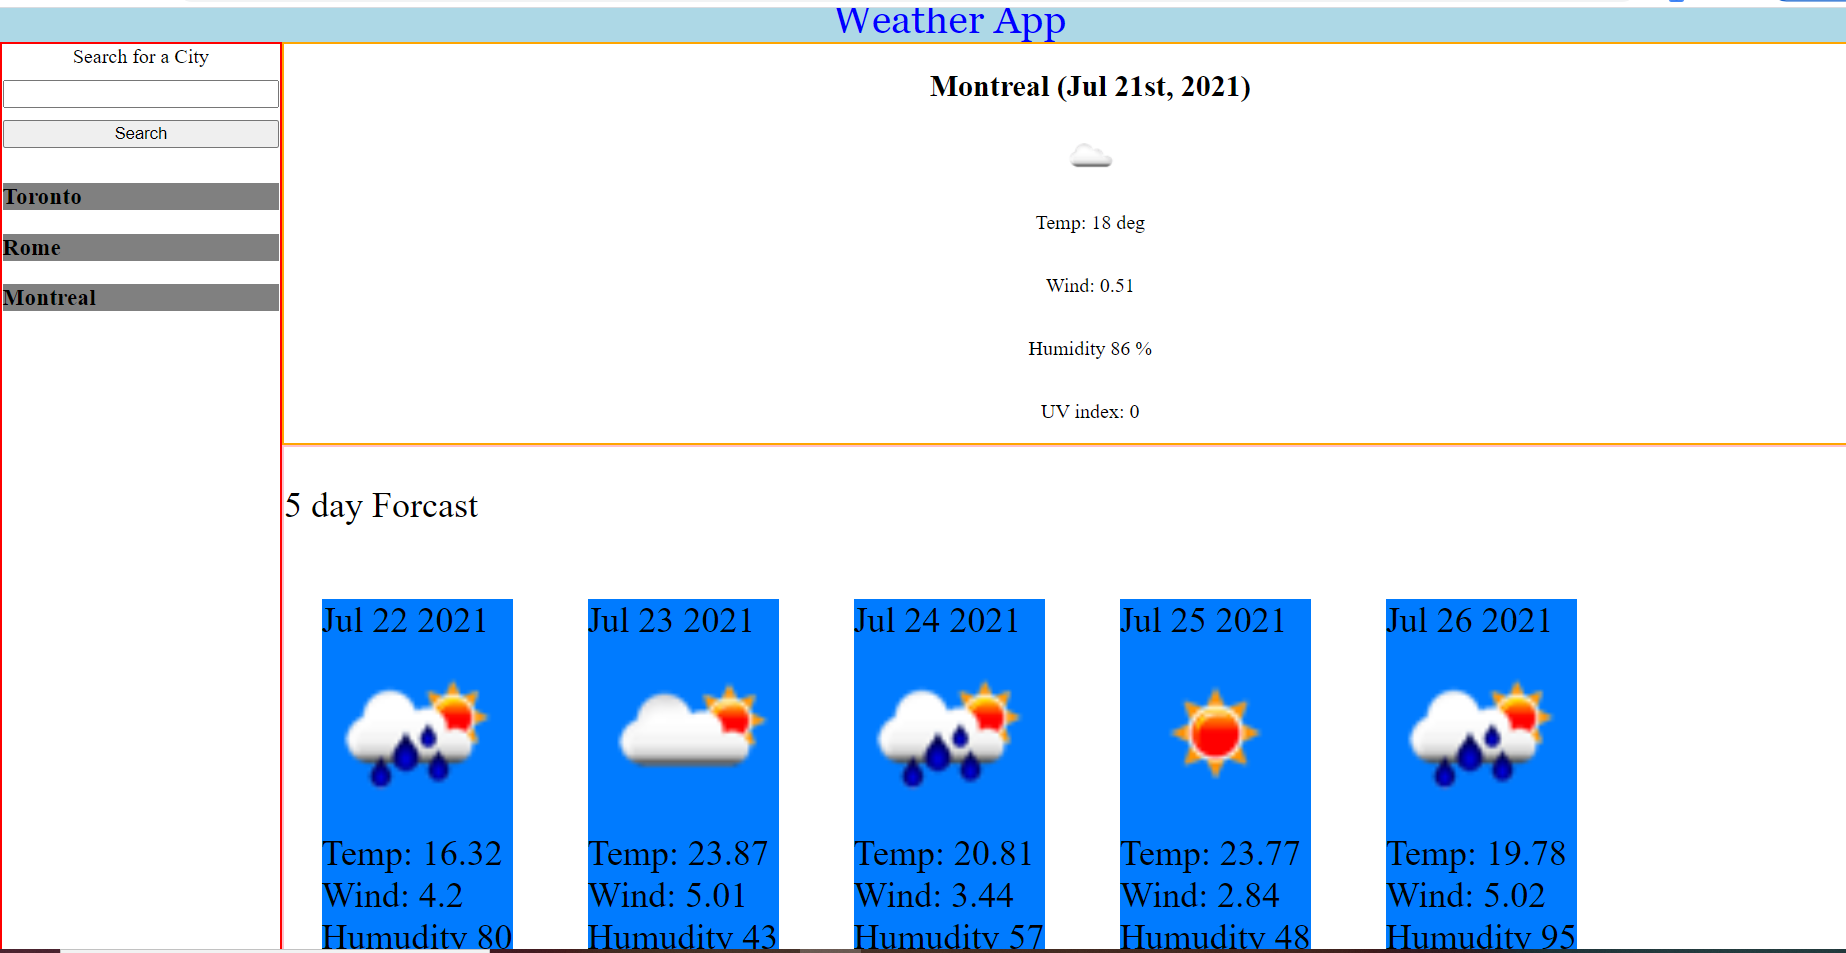 Weather App
Search for a City
Search
Toronto
Rome
Montreal
Montreal (Jul 21st, 2021)
Temp: 18 deg
Wind: 0.51
Humidity 86 %
UV index: 0
5 day Forcast
Jul 22 2021
Temp: 16.32
Wind: 4.2
Humudity 80
Jul 23 2021
Temp: 23.87
Wind: 5.01
Humudity 43
Jul 24 2021
Temp: 20.81
Wind: 3.44
Humudity 57
Jul 25 2021
Temp: 23.77
Wind: 2.84
Humudity 48
Jul 26 2021
Temp: 19.78
Wind: 5.02
Humudity 95